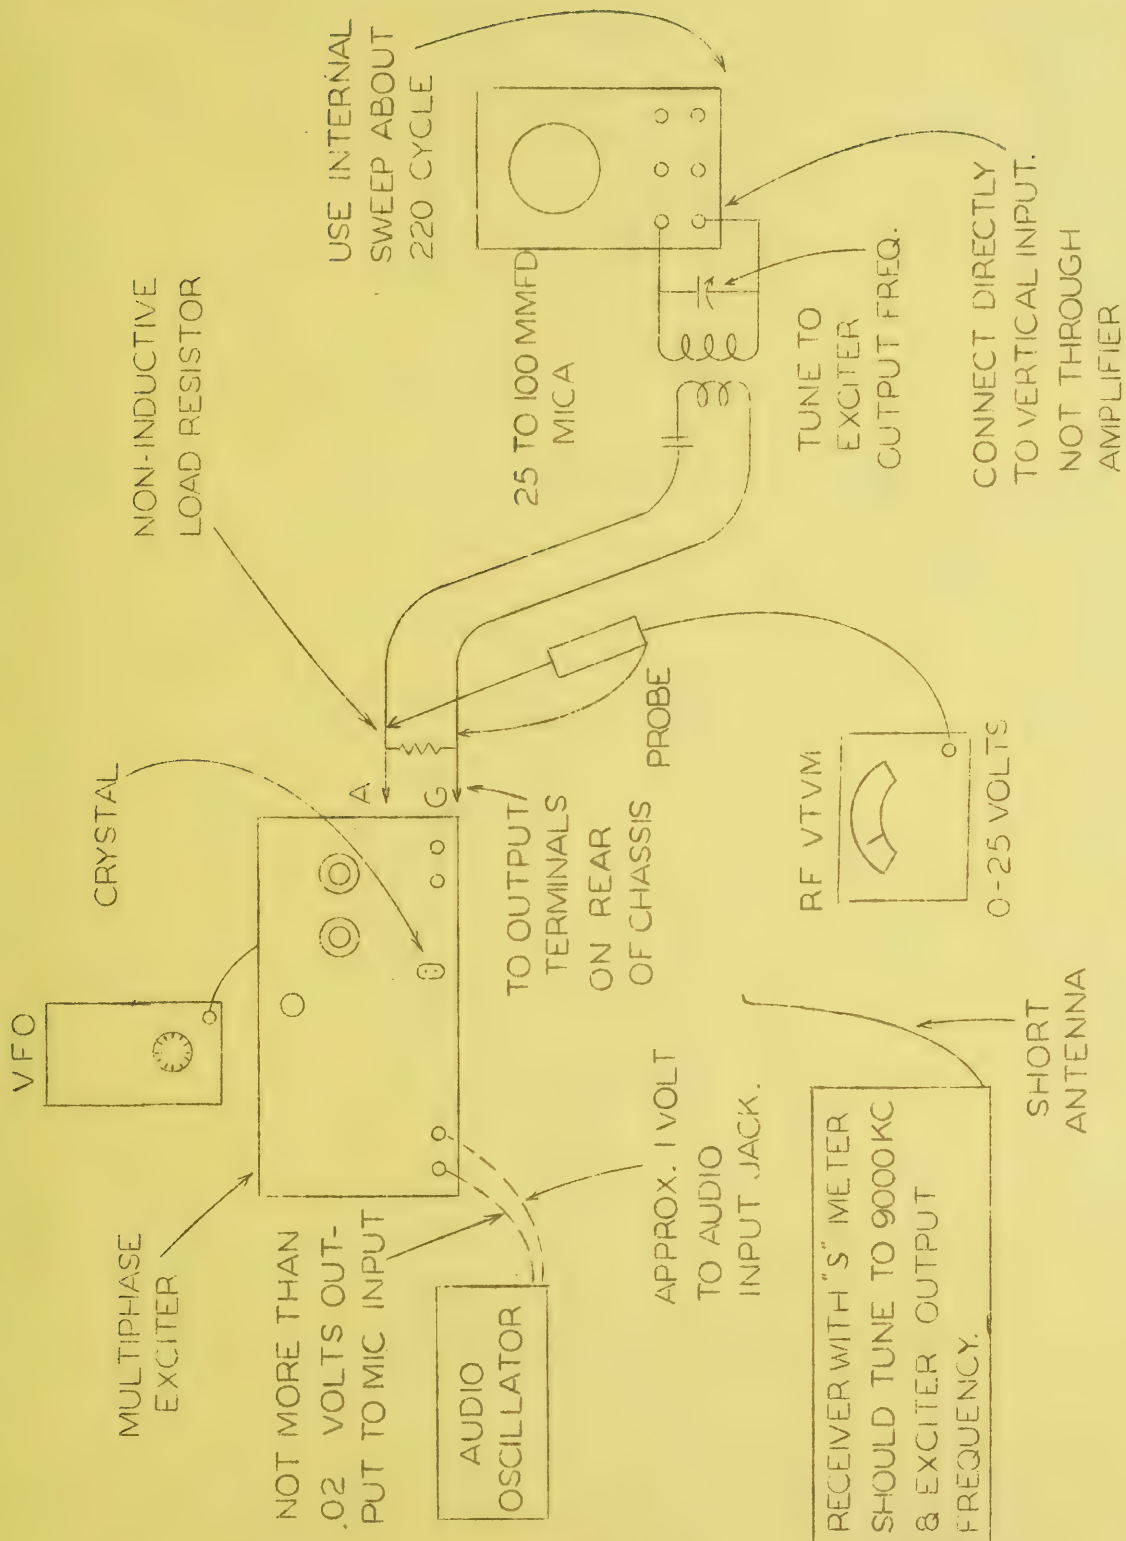 VFO
CRYSTAL
NON-INDUCTIVE
LOAD RESISTOR
USE INTERNAL
SWEEP ABOUT
220 CYCLE
MULTIPHASE
EXCITER
A
G
25 TO 100 MMFD
MICA
NOT MORE THAN
.02 VOLTS OUT-
PUT TO MIC INPUT
TO OUTPUT
TERMINALS
ON REAR
OF CHASSIS
PROBE
TUNE TO
EXCITER
OUTPUT FREQ.
AUDIO
OSCILLATOR
APPROX. 1 VOLT
TO AUDIO
INPUT JACK.
RF VTVM
0-25 VOLTS
CONNECT DIRECTLY
TO VERTICAL INPUT.
NOT THROUGH
AMPLIFIER
RECEIVER WITH "S" METER
SHOULD TUNE TO 9000 KC
& EXCITER OUTPUT
FREQUENCY.
SHORT
ANTENNA